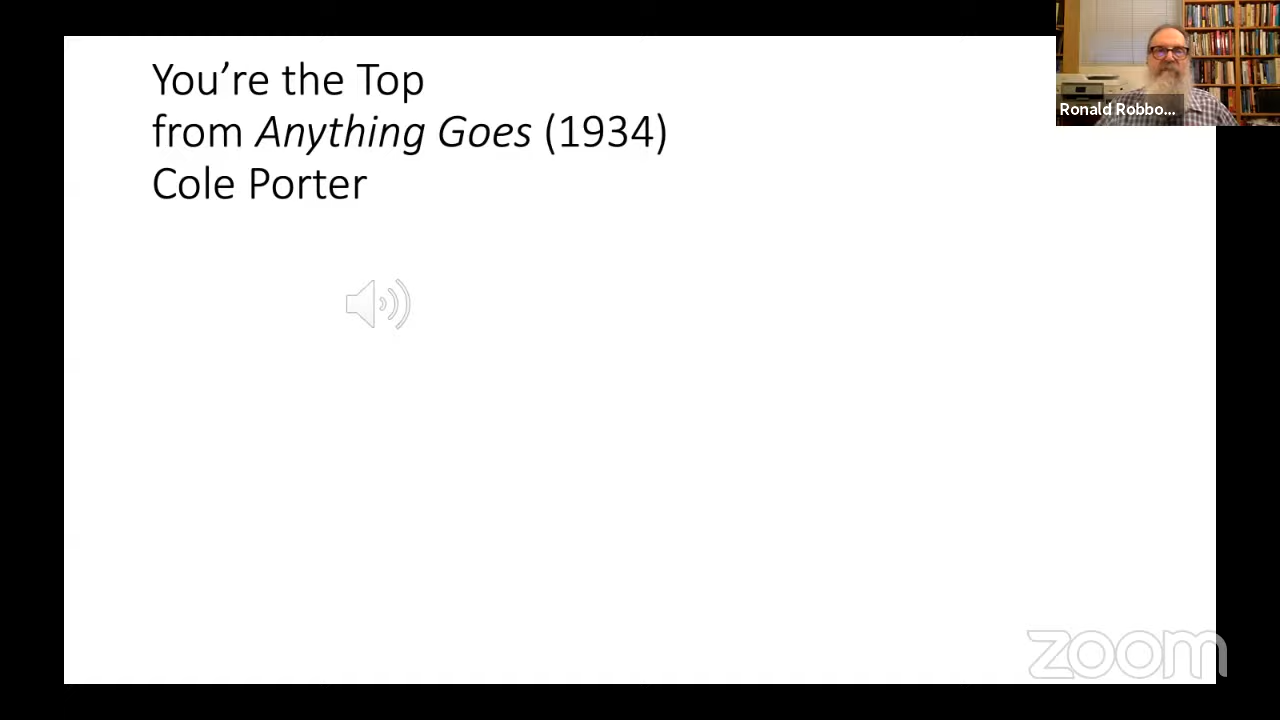 You’re the Top
from Anything Goes (1934)
Cole Porter
Ronald Robbo...
zoom